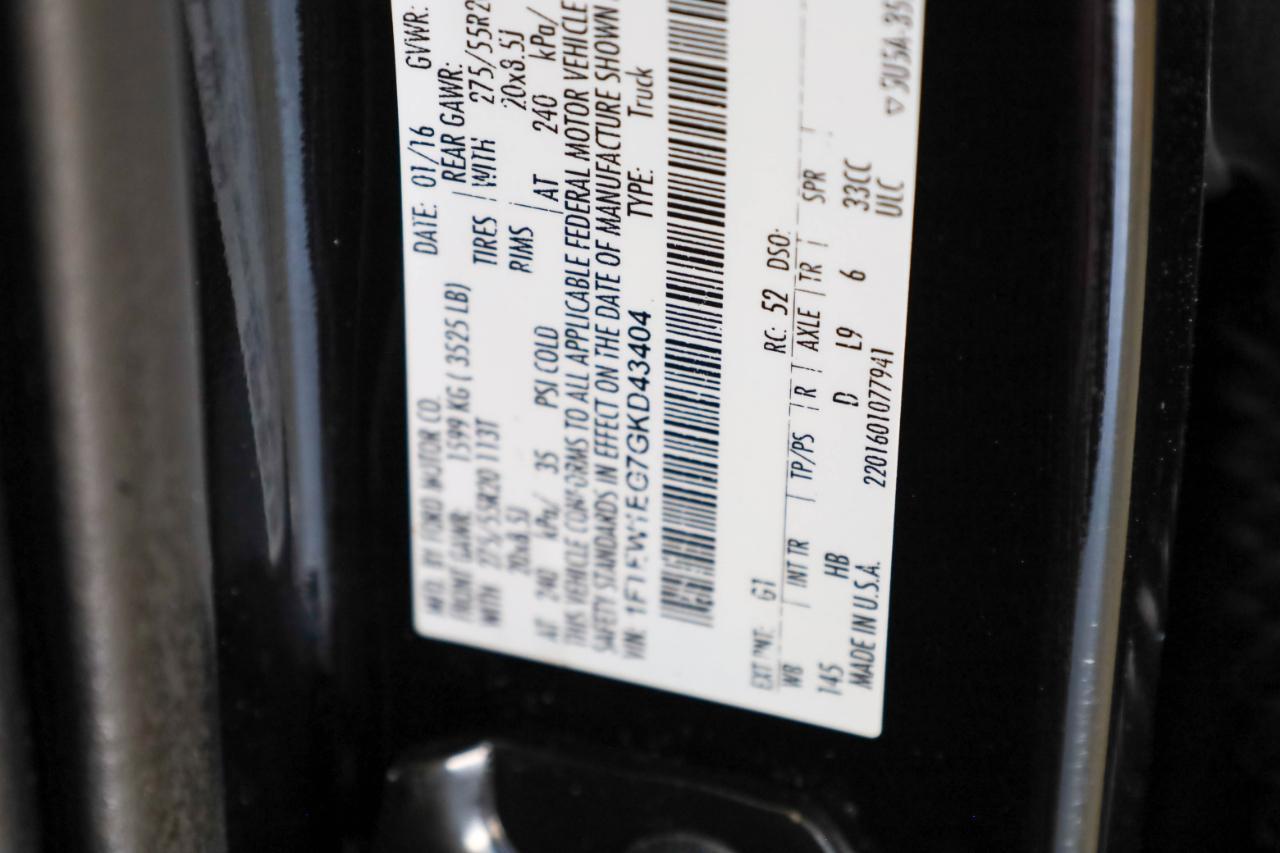 MFD. BY FORD MOTOR CO.
DATE: 01/16 GVWR:
FRONT GAWR: 1599 KG ( 3525 LB) REAR GAWR:
WITH 275/55R20 113T TIRES WITH 275/55R2
20x8.5J RIMS 20x8.5J
AT 240 kPa/ 35 PSI COLD AT 240 kPa/
THIS VEHICLE CONFORMS TO ALL APPLICABLE FEDERAL MOTOR VEHICLE
SAFETY STANDARDS IN EFFECT ON THE DATE OF MANUFACTURE SHOWN
VIN: 1FTEW1EG7GKD43404 TYPE: Truck
EXT PNT: G1 RC: 52 DSO:
WB INT TR TP/PS R AXLE TR SPR
145 HB D L9 6 33CC
MADE IN U.S.A. 2201601077941 ULC
▽ 5U5A-35